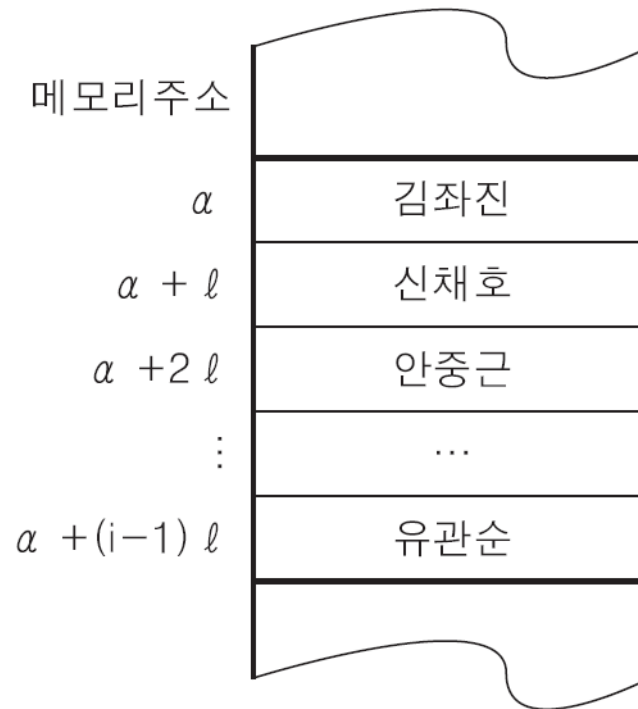 메모리주소
α 김좌진
α + ℓ 신채호
α +2 ℓ 안중근
⋮ …
α +(i-1) ℓ 유관순